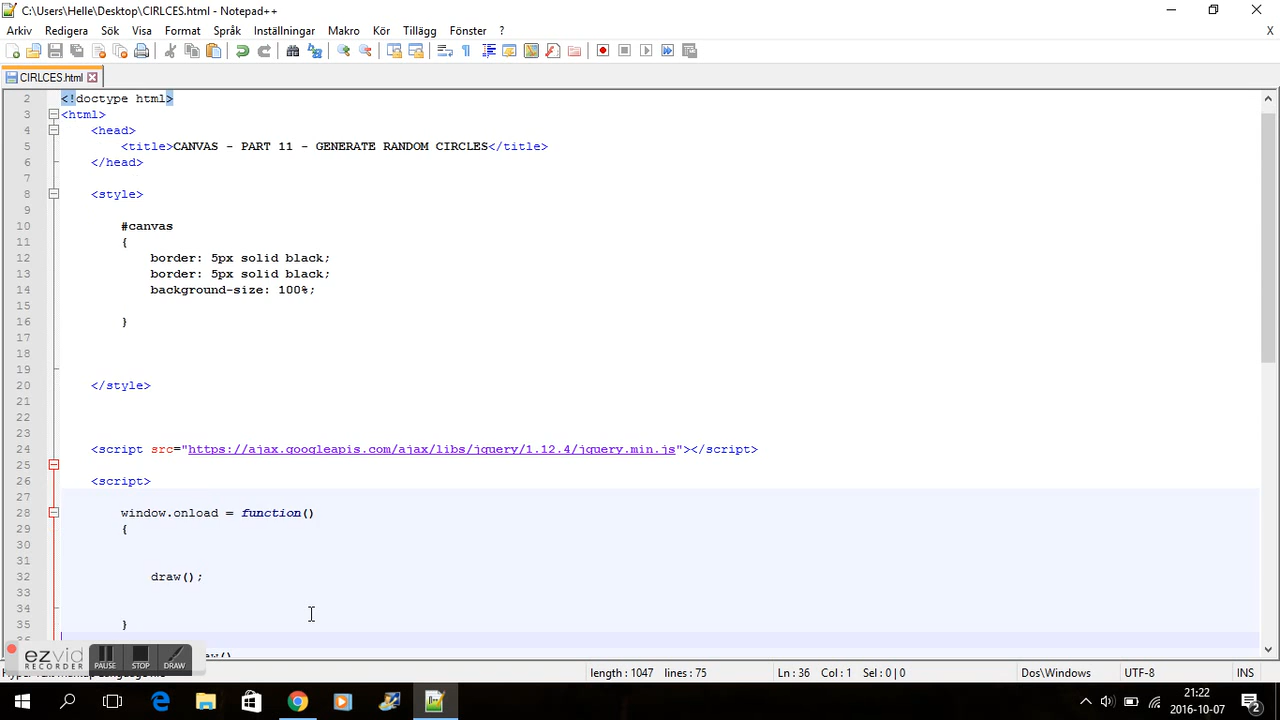 C:\Users\Helle\Desktop\CIRLCES.html - Notepad++
Arkiv Redigera Sök Visa Format Språk Inställningar Makro Kör Tillägg Fönster ? X
CIRLCES.html
2 <!doctype html>
3 <html>
4 <head>
5 <title>CANVAS - PART 11 - GENERATE RANDOM CIRCLES</title>
6 </head>
7
8 <style>
9
10 #canvas
11 {
12 border: 5px solid black;
13 border: 5px solid black;
14 background-size: 100%;
15
16 }
17
18
19
20 </style>
21
22
23
24 <script src="https://ajax.googleapis.com/ajax/libs/jquery/1.12.4/jquery.min.js"></script>
25
26 <script>
27
28 window.onload = function()
29 {
30
31
32 draw();
33
34
35 }
36
ezvid RECORDER PAUSE STOP DRAW
length : 1047 lines : 75 Ln : 36 Col : 1 Sel : 0 | 0 Dos\Windows UTF-8 INS
21:22
2016-10-07
2